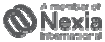 A member of
Nexia
International